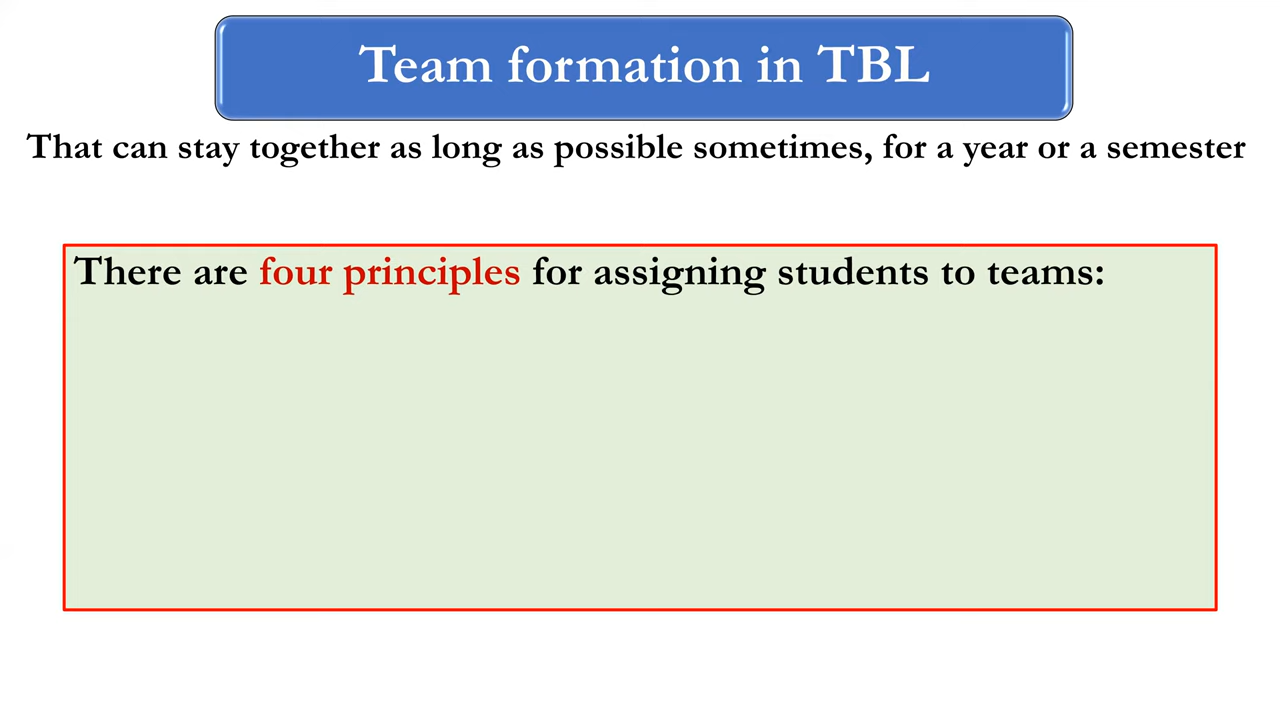 Team formation in TBL
That can stay together as long as possible sometimes, for a year or a semester
There are four principles for assigning students to teams: